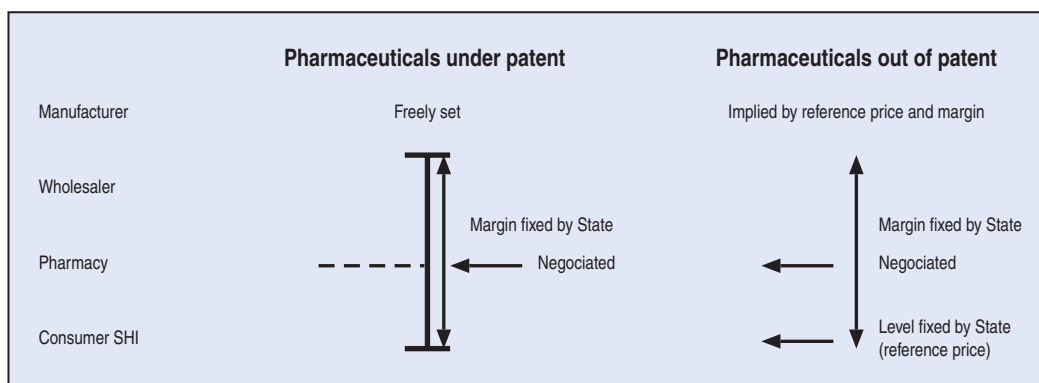 Pharmaceuticals under patent
Pharmaceuticals out of patent
Manufacturer
Freely set
Implied by reference price and margin
Wholesaler
Margin fixed by State
Margin fixed by State
Pharmacy
Negociated
Negociated
Consumer SHI
Level fixed by State
(reference price)